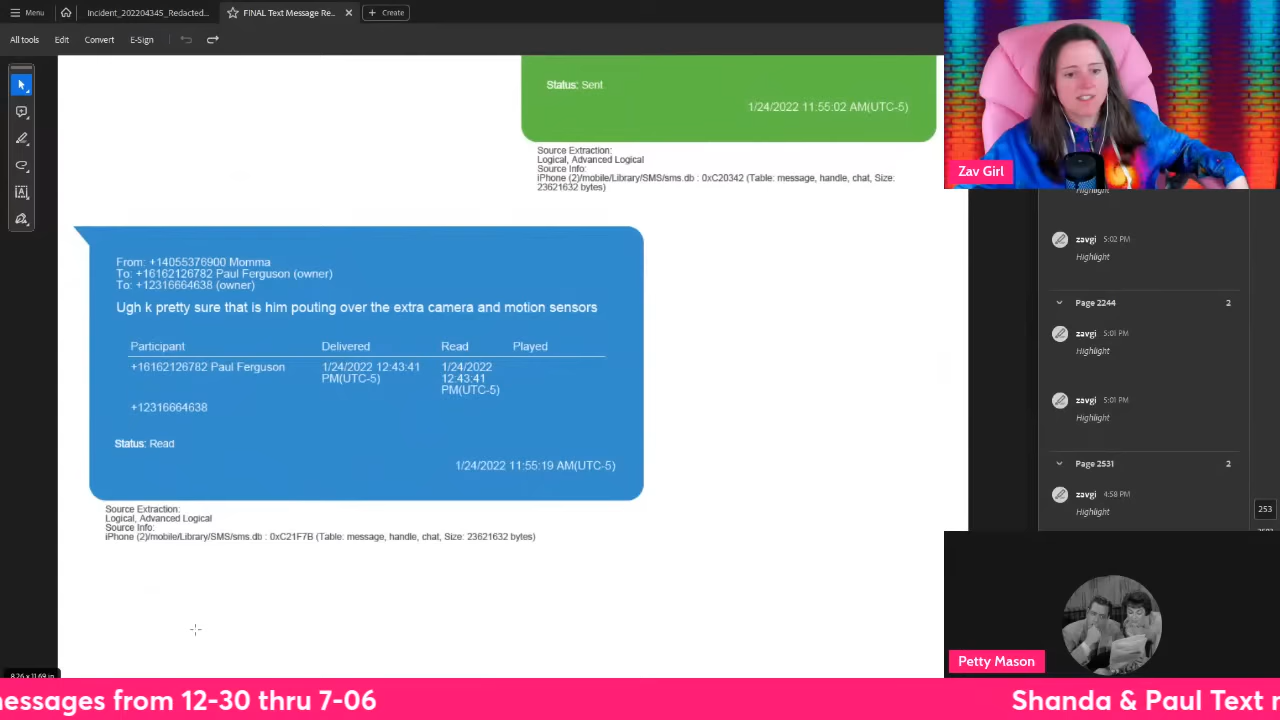 Menu
Incident_202204345_Redacted...
FINAL Text Message Re...
Create
All tools
Edit
Convert
E-Sign
Status: Sent
1/24/2022 11:55:02 AM(UTC-5)
Source Extraction:
Logical, Advanced Logical
Source Info:
iPhone (2)/mobile/Library/SMS/sms.db : 0xC20342 (Table: message, handle, chat, Size:
23621632 bytes)
From: +14055376900 Momma
To: +16162126782 Paul Ferguson (owner)
To: +12316664638 (owner)
Ugh k pretty sure that is him pouting over the extra camera and motion sensors
Participant Delivered Read Played
+16162126782 Paul Ferguson 1/24/2022 12:43:41 PM(UTC-5) 1/24/2022 12:43:41 PM(UTC-5)
+12316664638
Status: Read
1/24/2022 11:55:19 AM(UTC-5)
Source Extraction:
Logical, Advanced Logical
Source Info:
iPhone (2)/mobile/Library/SMS/sms.db : 0xC21F7B (Table: message, handle, chat, Size: 23621632 bytes)
8.26 x 11.69 in
Zav Girl
Highlight
zavgi 5:02 PM
Highlight
Page 2244 2
zavgi 5:01 PM
Highlight
zavgi 5:01 PM
Highlight
Page 2531 2
zavgi 4:58 PM
Highlight
253
Petty Mason
essages from 12-30 thru 7-06
Shanda & Paul Text